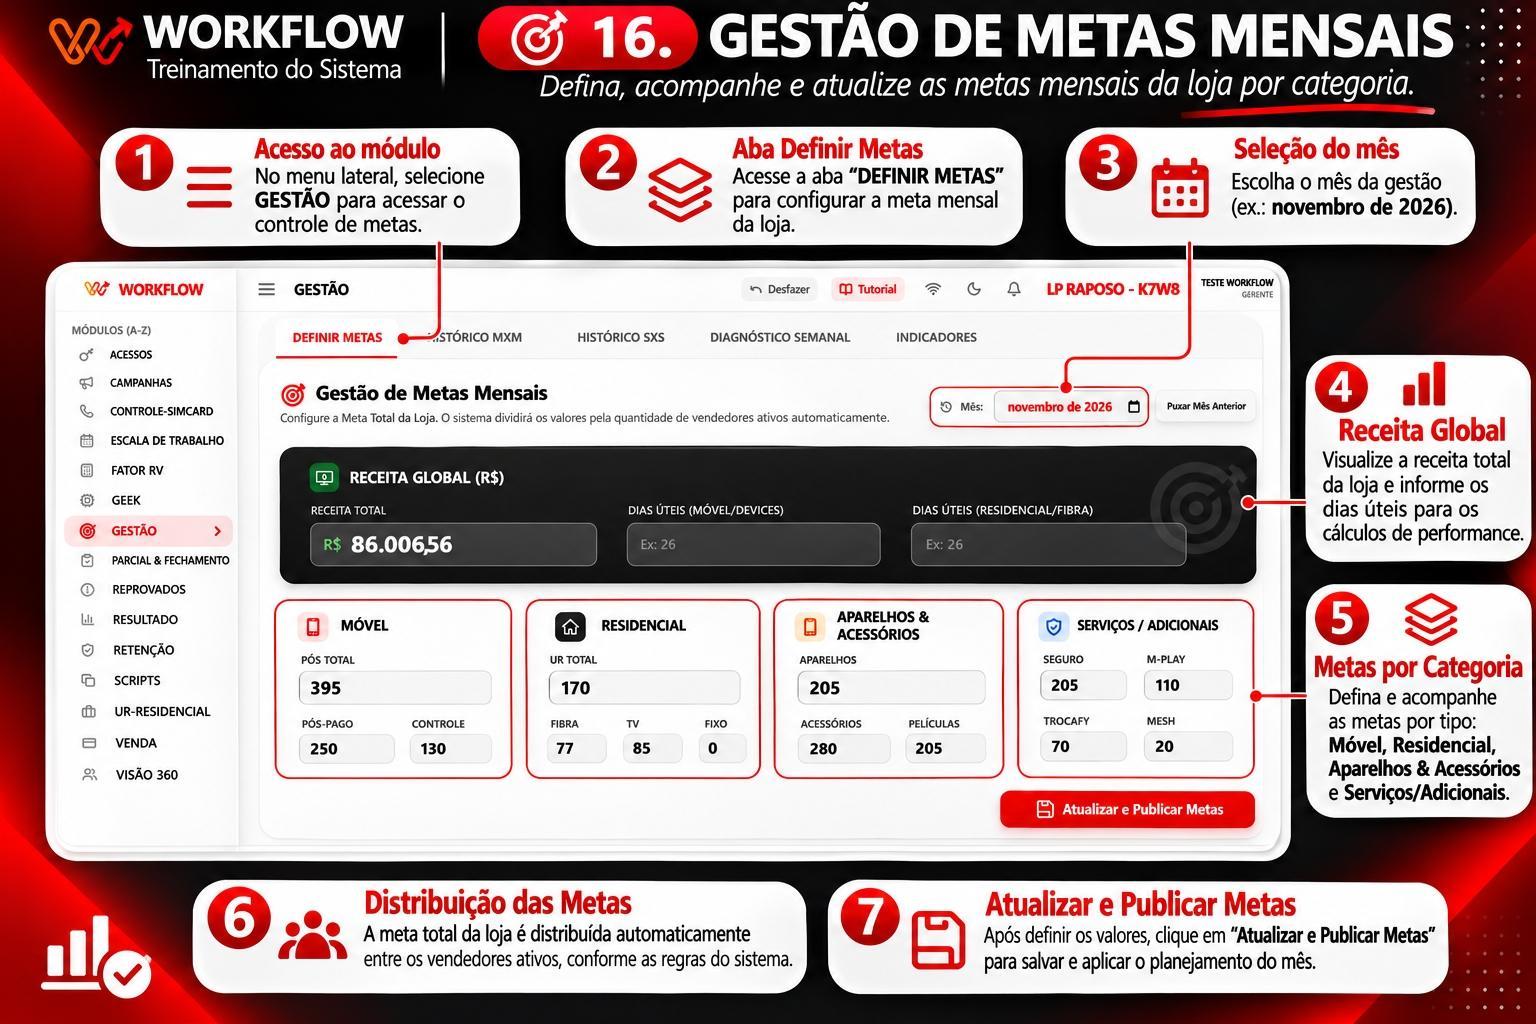 WORKFLOW
Treinamento do Sistema
16. GESTÃO DE METAS MENSAIS
Defina, acompanhe e atualize as metas mensais da loja por categoria.
1
Acesso ao módulo
No menu lateral, selecione
GESTÃO para acessar o
controle de metas.
2
Aba Definir Metas
Acesse a aba “DEFINIR METAS”
para configurar a meta mensal
da loja.
3
Seleção do mês
Escolha o mês da gestão
(ex.: novembro de 2026).
WORKFLOW
GESTÃO
Desfazer
Tutorial
LP RAPOSO - K7W8
TESTE WORKFLOW
GERENTE
MÓDULOS (A-Z)
ACESSOS
CAMPANHAS
CONTROLE-SIMCARD
ESCALA DE TRABALHO
FATOR RV
GEEK
GESTÃO
PARCIAL & FECHAMENTO
REPROVADOS
RESULTADO
RETENÇÃO
SCRIPTS
UR-RESIDENCIAL
VENDA
VISÃO 360
DEFINIR METAS
ISTÓRICO MXM
HISTÓRICO SXS
DIAGNÓSTICO SEMANAL
INDICADORES
Gestão de Metas Mensais
Configure a Meta Total da Loja. O sistema dividirá os valores pela quantidade de vendedores ativos automaticamente.
Mês:
novembro de 2026
Puxar Mês Anterior
RECEITA GLOBAL (R$)
RECEITA TOTAL
R$ 86.006,56
DIAS ÚTEIS (MÓVEL/DEVICES)
Ex: 26
DIAS ÚTEIS (RESIDENCIAL/FIBRA)
Ex: 26
MÓVEL
PÓS TOTAL
395
PÓS-PAGO
250
CONTROLE
130
RESIDENCIAL
UR TOTAL
170
FIBRA
77
TV
85
FIXO
0
APARELHOS &
ACESSÓRIOS
APARELHOS
205
ACESSÓRIOS
280
PELÍCULAS
205
SERVIÇOS / ADICIONAIS
SEGURO
205
M-PLAY
110
TROCAFY
70
MESH
20
Atualizar e Publicar Metas
4
Receita Global
Visualize a receita total
da loja e informe os
dias úteis para os
cálculos de performance.
5
Metas por Categoria
Defina e acompanhe
as metas por tipo:
Móvel, Residencial,
Aparelhos & Acessórios
e Serviços/Adicionais.
6
Distribuição das Metas
A meta total da loja é distribuída automaticamente
entre os vendedores ativos, conforme as regras do sistema.
7
Atualizar e Publicar Metas
Após definir os valores, clique em “Atualizar e Publicar Metas”
para salvar e aplicar o planejamento do mês.